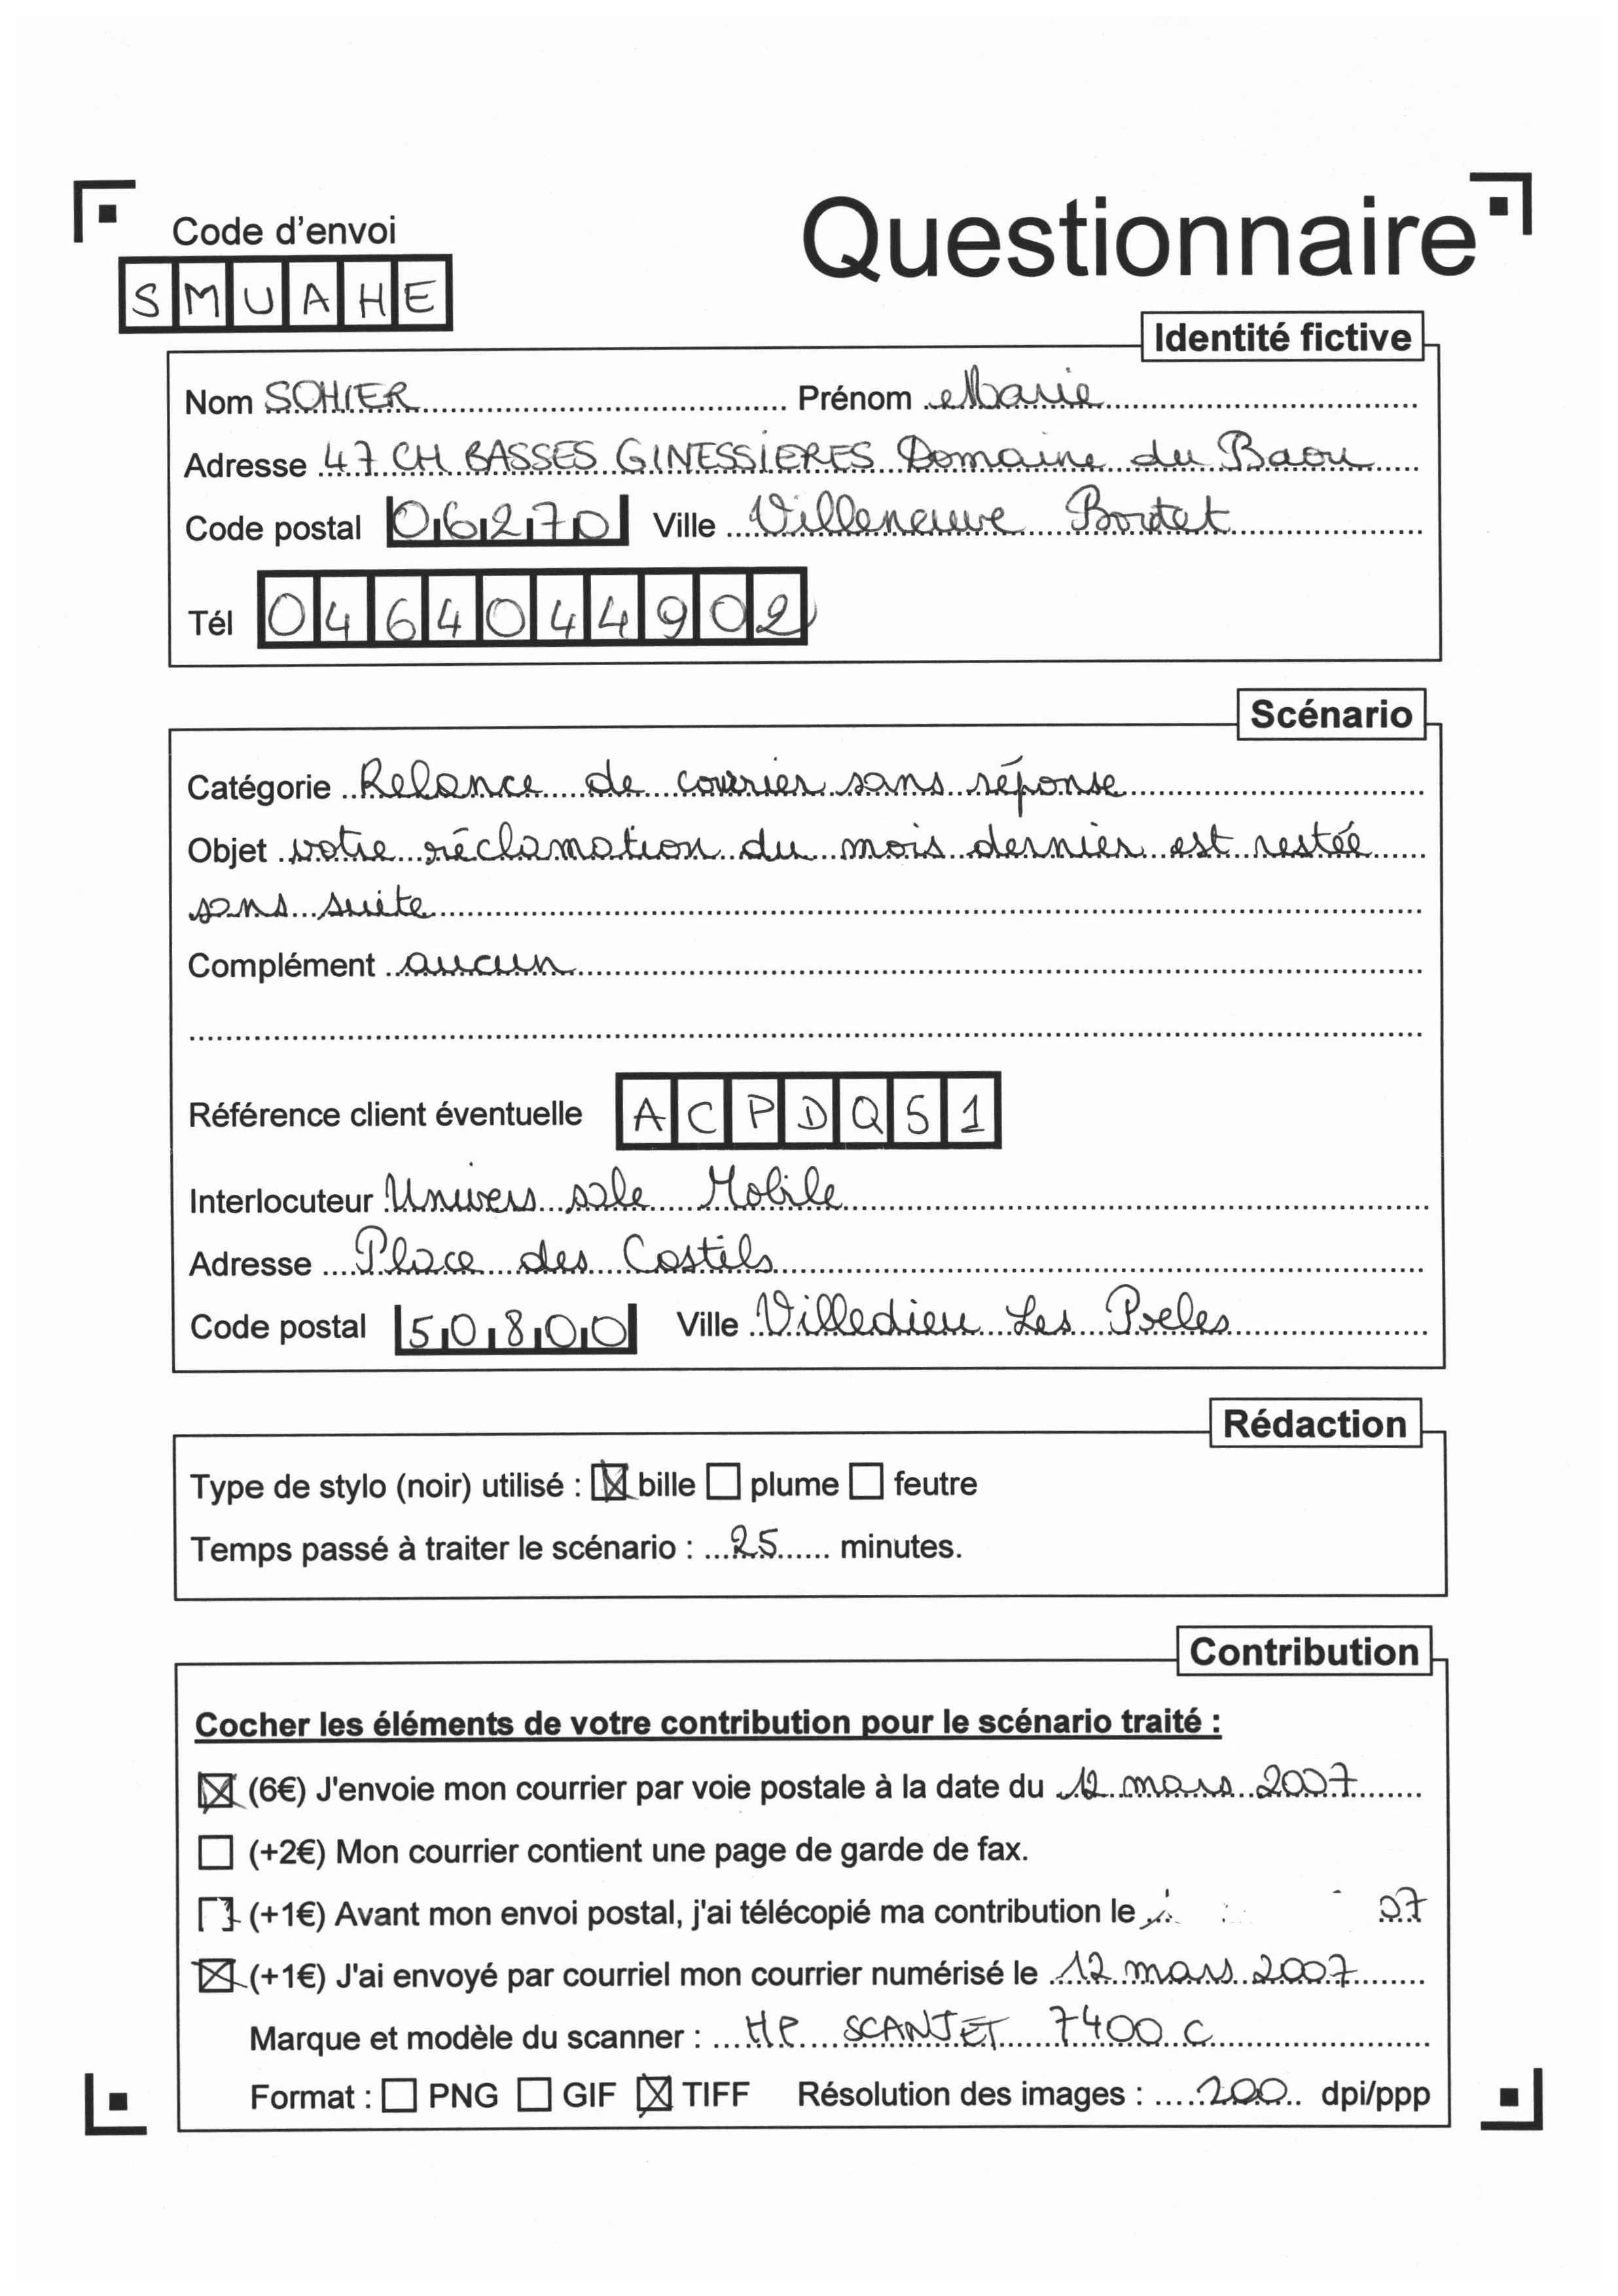 Code d'envoi
Questionnaire
SMUAHE
Identité fictive
Nom SOHIER Prénom Marie
Adresse 47 CH BASSES GINESSIERES Domaine du Baou
Code postal 06270 Ville Villeneuve
Tél 0464044902
Scénario
Catégorie Relance de courrier sans réponse
Objet votre réclamation du mois dernier est restée
sans suite
Complément aucun
Référence client éventuelle ACPDQ51
Interlocuteur Univers sale Mobile
Adresse Place des Costils
Code postal 50800 Ville Villedieu Les Poeles
Rédaction
Type de stylo (noir) utilisé : bille plume feutre
Temps passé à traiter le scénario : 25 minutes.
Contribution
Cocher les éléments de votre contribution pour le scénario traité :
(6€) J'envoie mon courrier par voie postale à la date du 12 mars 2007
(+2€) Mon courrier contient une page de garde de fax.
(+1€) Avant mon envoi postal, j'ai télécopié ma contribution le 07
(+1€) J'ai envoyé par courriel mon courrier numérisé le 12 mars 2007
Marque et modèle du scanner : HP SCANJET 7400 C
Format : PNG GIF TIFF Résolution des images : 200 dpi/ppp